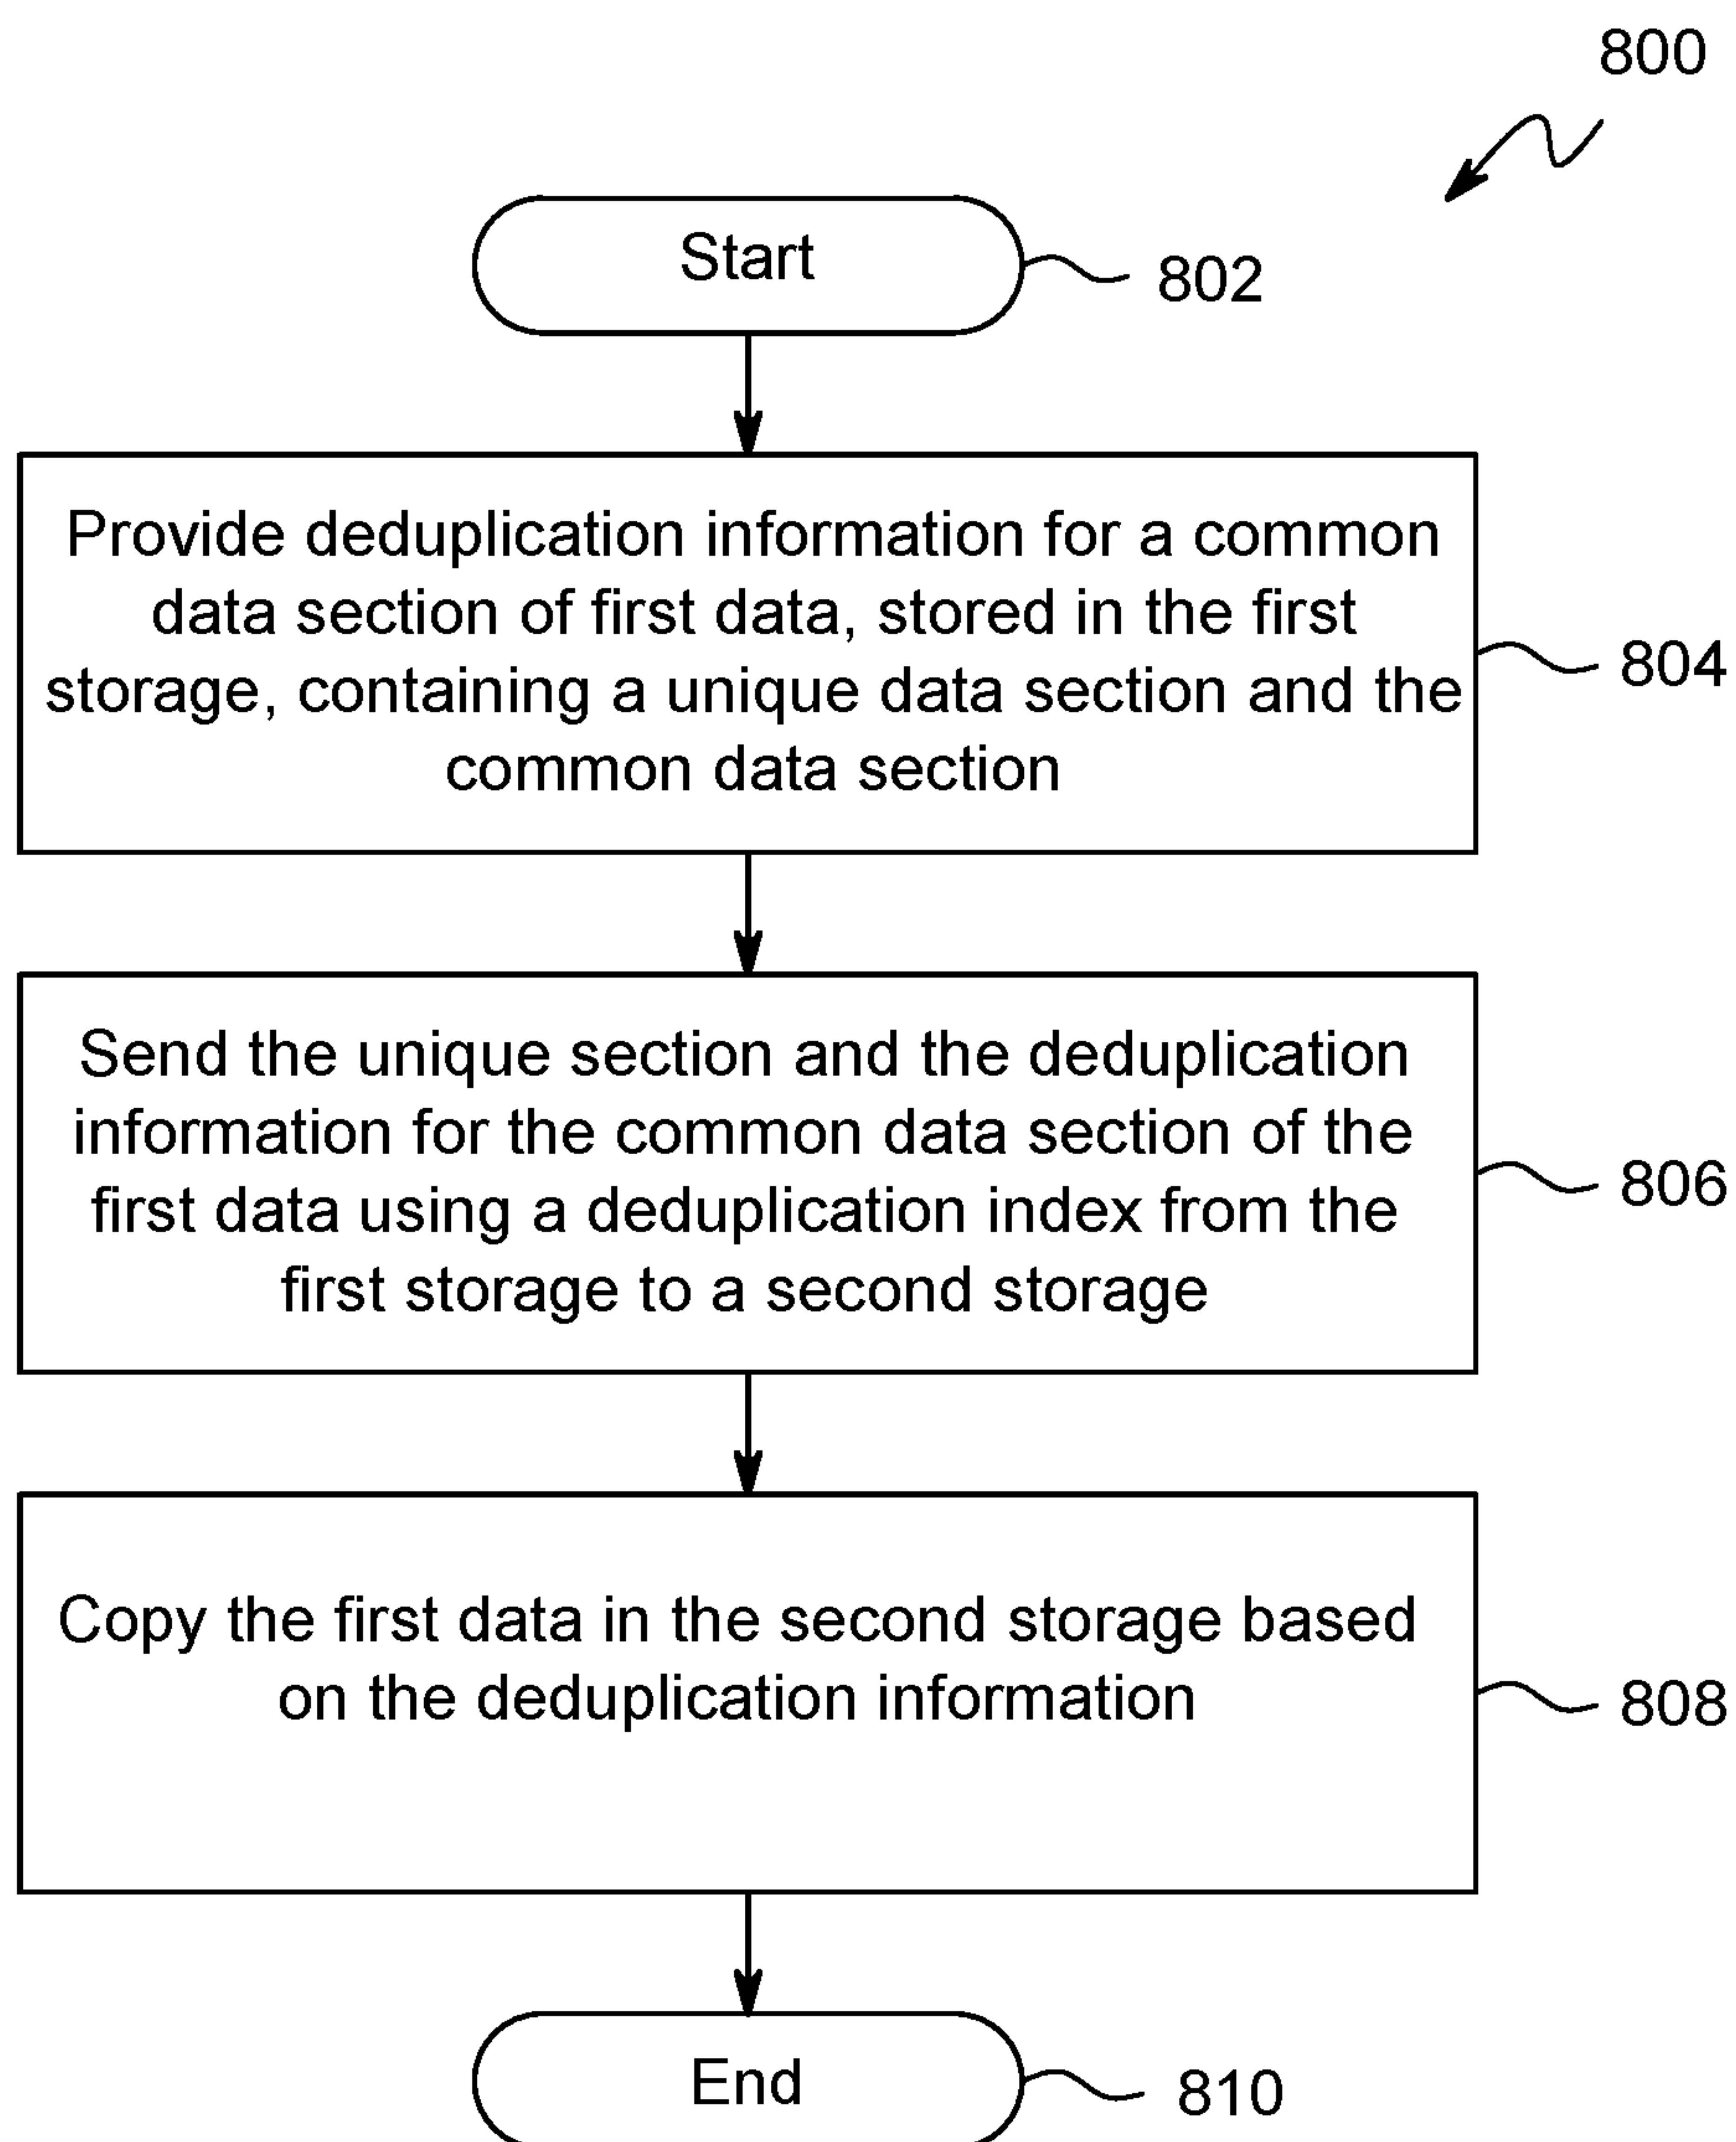 800
Start
802
Provide deduplication information for a common
data section of first data, stored in the first
storage, containing a unique data section and the
common data section
804
Send the unique section and the deduplication
information for the common data section of the
first data using a deduplication index from the
first storage to a second storage
806
Copy the first data in the second storage based
on the deduplication information
808
End
810